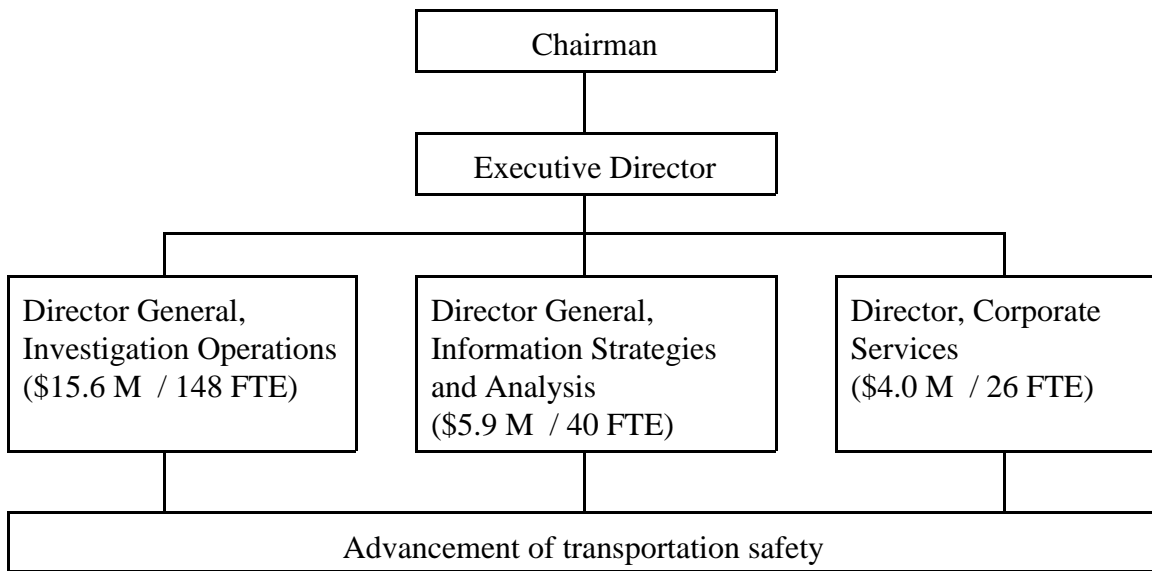 Chairman
Executive Director
Director General,
Investigation Operations
($15.6 M  / 148 FTE)
Director General,
Information Strategies
and Analysis
($5.9 M  / 40 FTE)
Director, Corporate
Services
($4.0 M  / 26 FTE)
Advancement of transportation safety